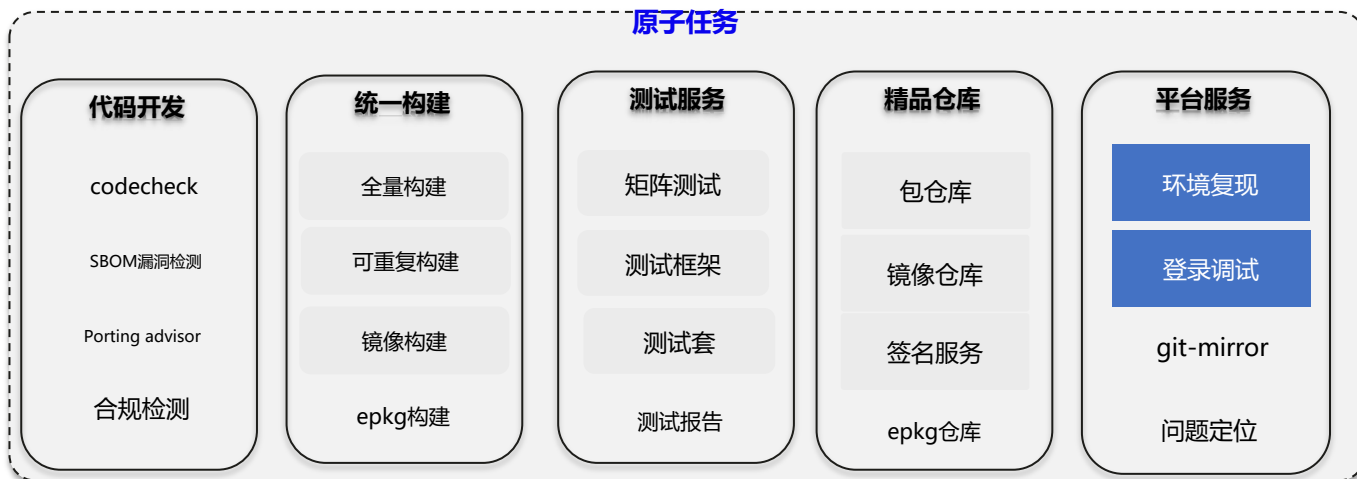 原子任务
代码开发
codecheck
SBOM漏洞检测
Porting advisor
合规检测
统一构建
全量构建
可重复构建
镜像构建
epkg构建
测试服务
矩阵测试
测试框架
测试套
测试报告
精品仓库
包仓库
镜像仓库
签名服务
epkg仓库
平台服务
环境复现
登录调试
git-mirror
问题定位